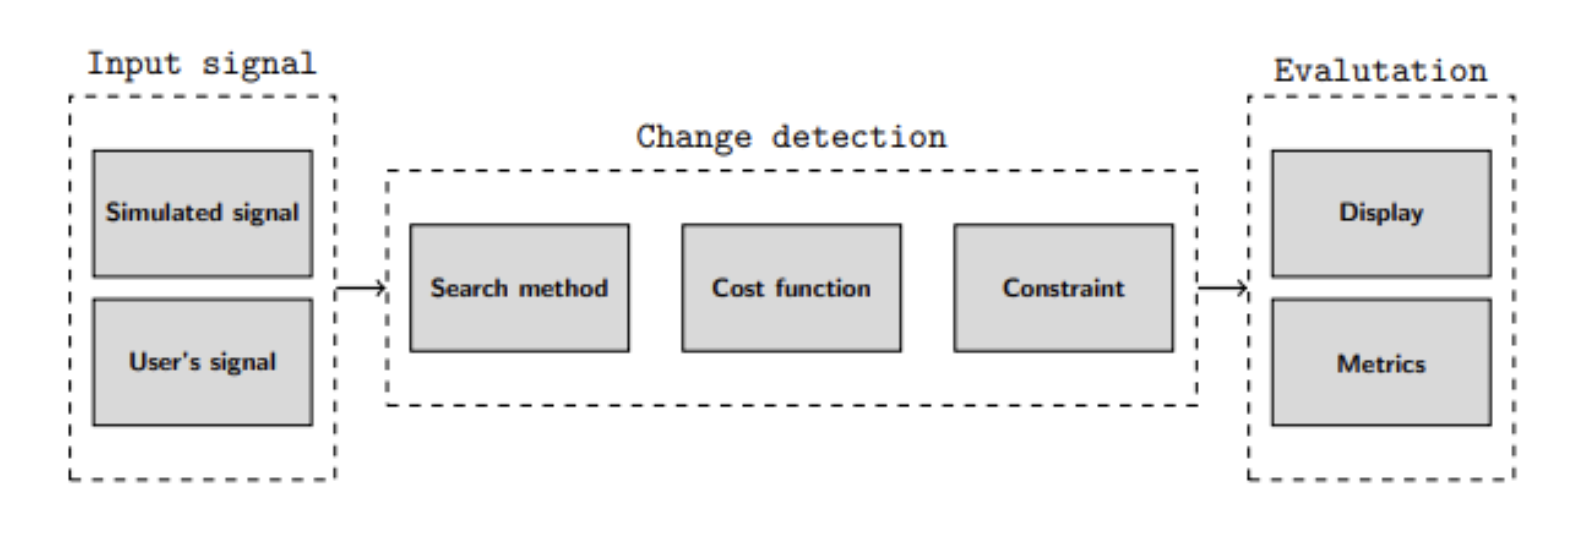 Input signal
Simulated signal
User's signal
Change detection
Search method
Cost function
Constraint
Evalutation
Display
Metrics